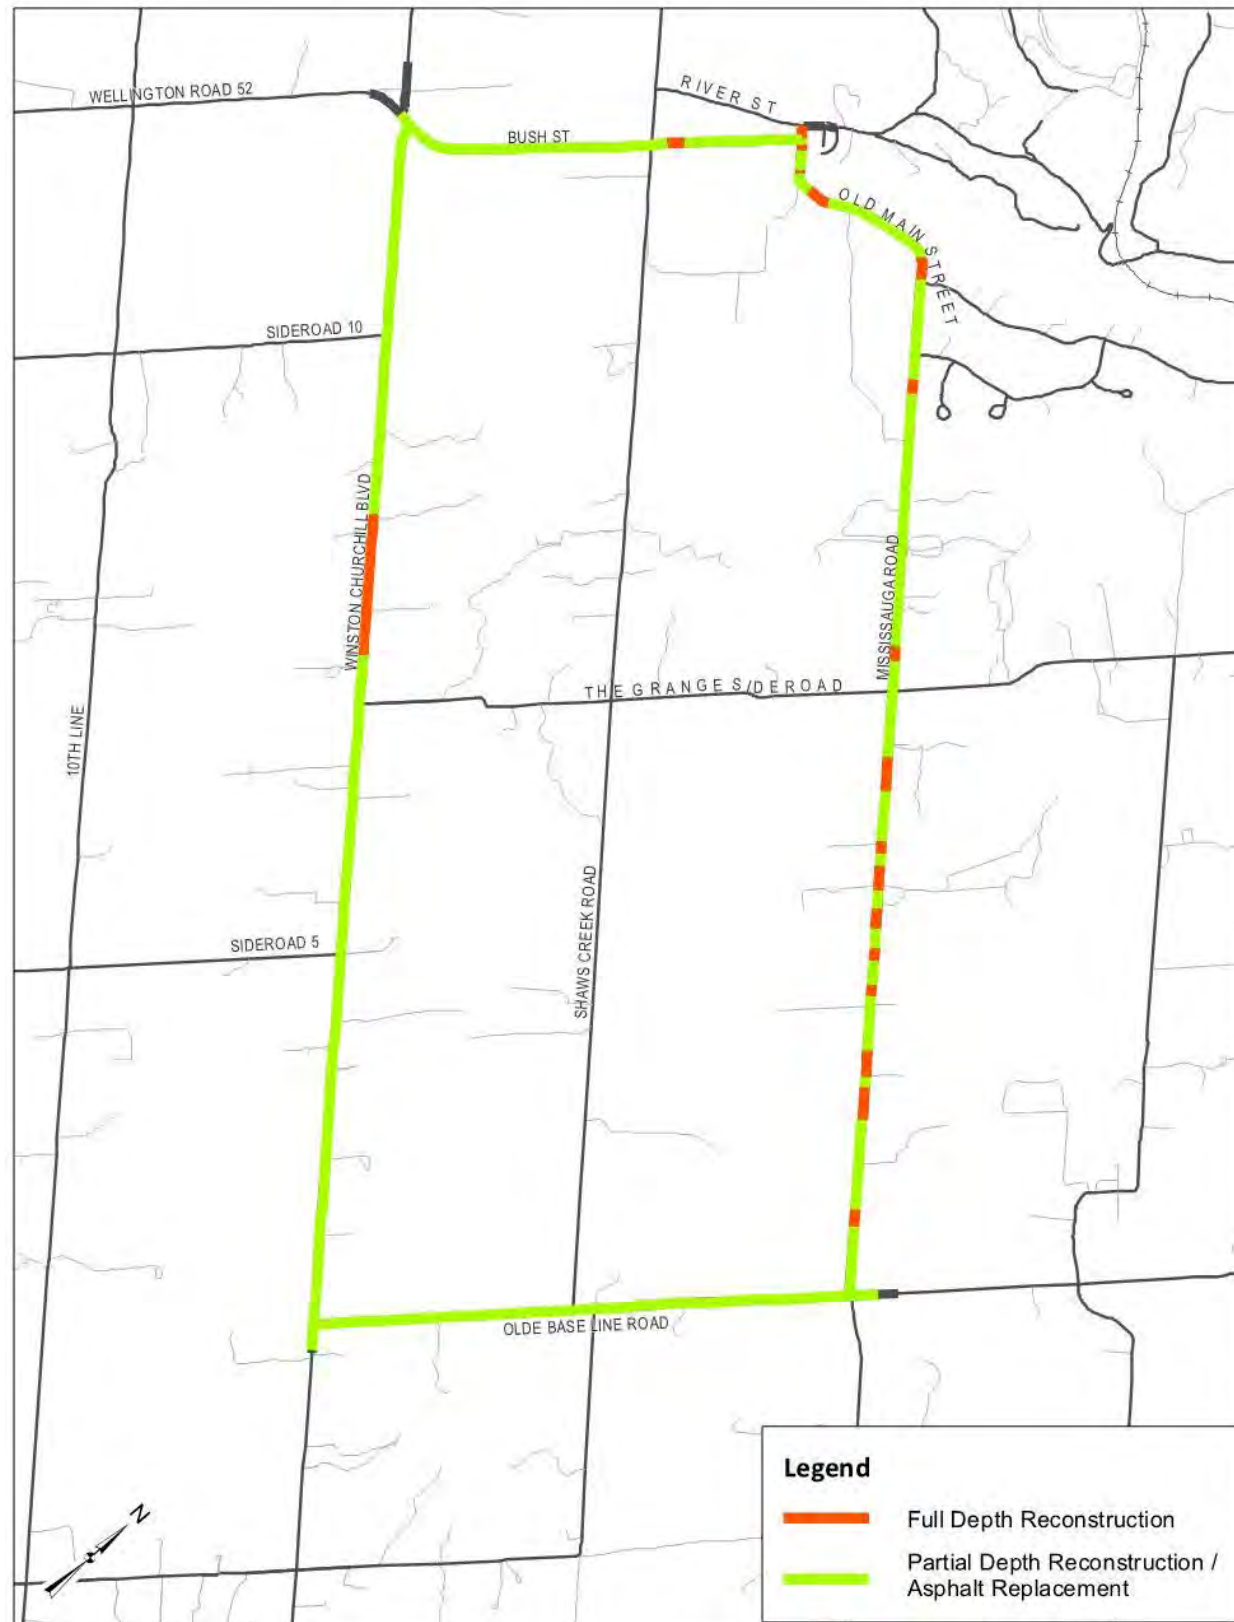 WELLINGTON ROAD 52
RIVER ST
BUSH ST
OLD MAIN STREET
SIDEROAD 10
WINSTON CHURCHILL BLVD
MISSISSAUGA ROAD
THE GRANGE SIDEROAD
10TH LINE
SHAWS CREEK ROAD
SIDEROAD 5
OLDE BASE LINE ROAD
N
Legend
Full Depth Reconstruction
Partial Depth Reconstruction /
Asphalt Replacement